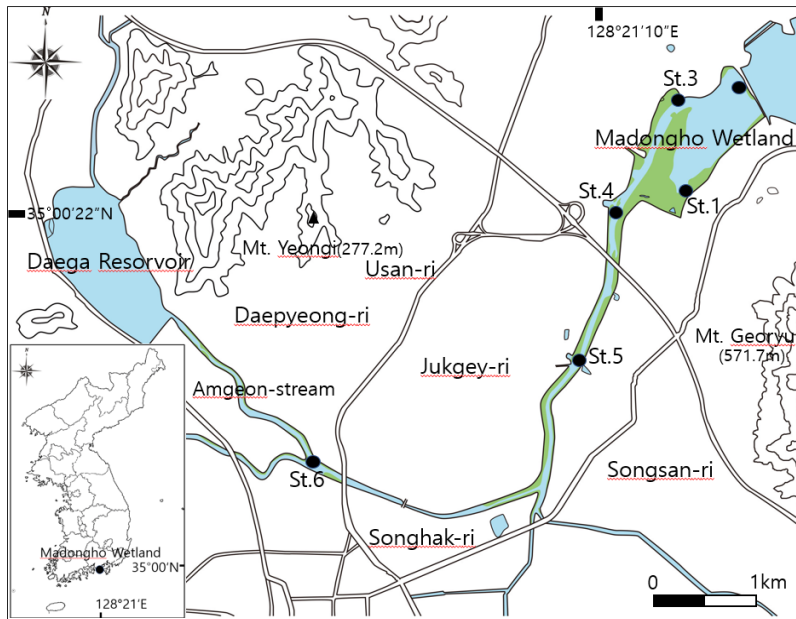 N
128°21'10"E
St.3
Madongho Wetland
St.4
St.1
35°00'22"N
Mt. Yeongi(277.2m)
Usan-ri
Daega Resorvoir
Daepyeong-ri
Mt. Georyu
(571.7m)
Jukgey-ri
St.5
Amgeon-stream
St.6
Songsan-ri
Songhak-ri
0 1km
N
Madongho Wetland
35°00'N
128°21'E